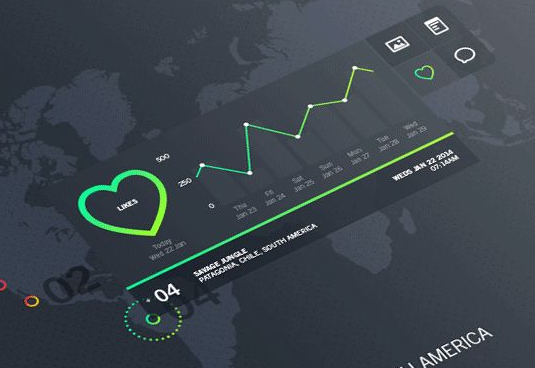 500
250
0
LIKES
Today
Wed 22 Jan
Thu
Jan 23
Fri
Jan 24
Sat
Jan 25
Sun
Jan 26
Mon
Jan 27
Tue
Jan 28
Wed
Jan 29
WEDS JAN 22 2014
07:14AM
04
SAVAGE JUNGLE
PATAGONIA, CHILE, SOUTH AMERICA
02
04
AMERICA